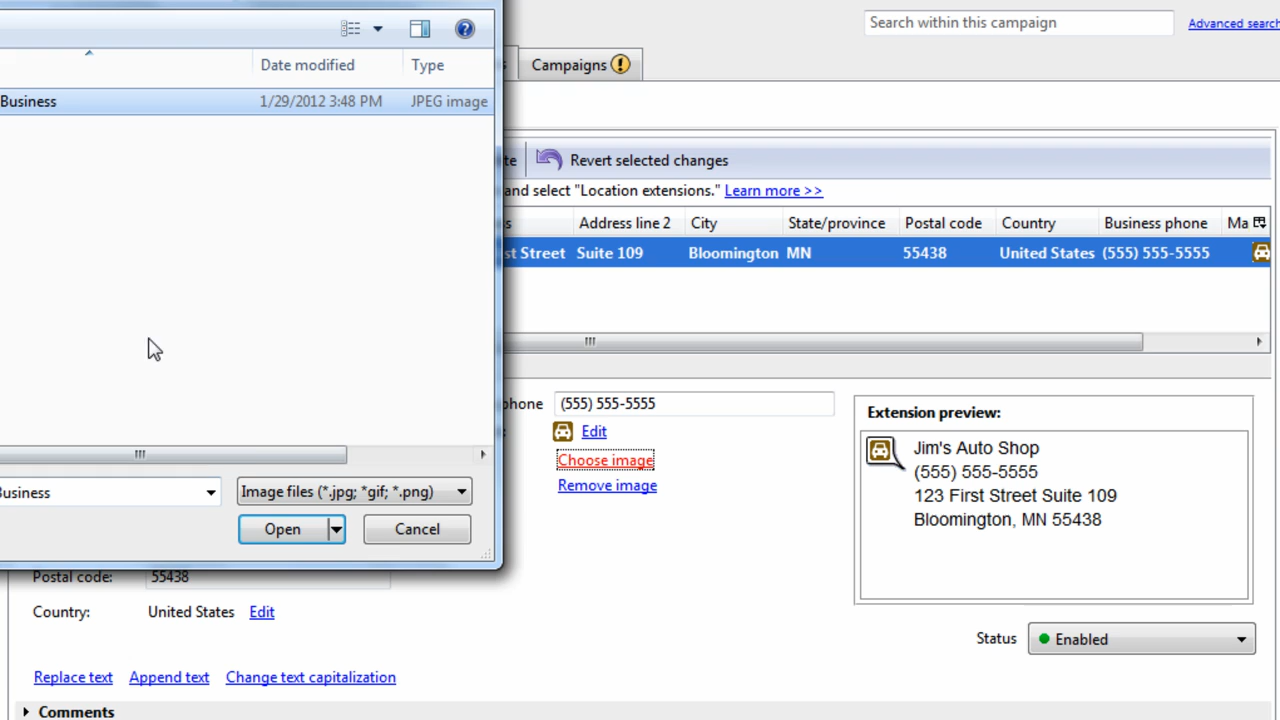 Search within this campaign
Advanced search
Date modified
Type
Campaigns
Business
1/29/2012 3:48 PM
JPEG image
Revert selected changes
and select "Location extensions." Learn more >>
Address line 2
City
State/province
Postal code
Country
Business phone
st Street
Suite 109
Bloomington
MN
55438
United States
(555) 555-5555
phone
(555) 555-5555
Edit
Choose image
Remove image
Extension preview:
Jim's Auto Shop
(555) 555-5555
123 First Street Suite 109
Bloomington, MN 55438
Business
Image files (*.jpg; *gif; *.png)
Open
Cancel
Postal code:
55438
Country:
United States
Edit
Status
Enabled
Replace text
Append text
Change text capitalization
Comments